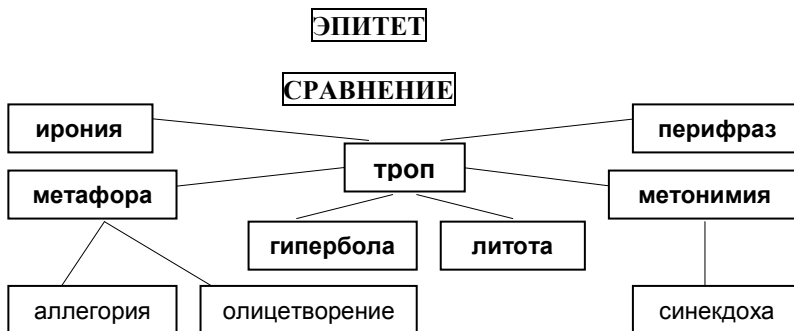 ЭПИТЕТ
СРАВНЕНИЕ
ирония
перифраз
троп
метафора
метонимия
гипербола
литота
аллегория
олицетворение
синекдоха